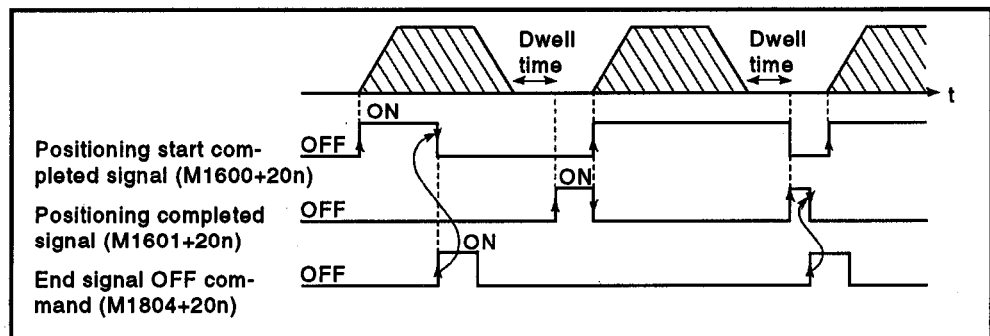 Dwell
time
Dwell
time
t
ON
OFF
Positioning start com-
pleted signal (M1600+20n)
ON
OFF
Positioning completed
signal (M1601+20n)
ON
OFF
End signal OFF com-
mand (M1804+20n)